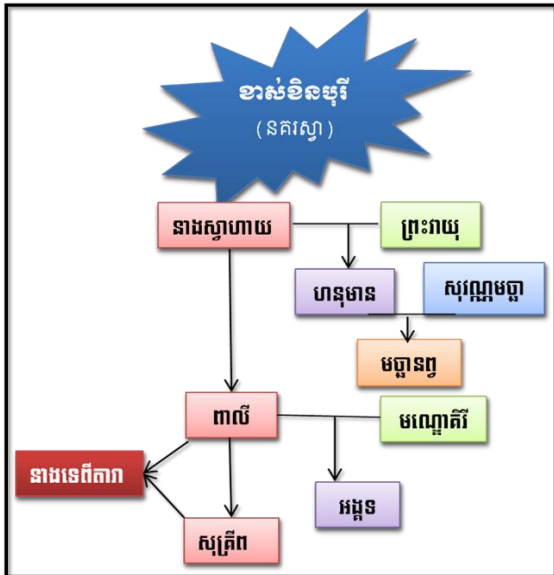 ខាស់ខិនបុរី
(នគរស្វា)
នាងស្វាហាយ
ព្រះវាយុ
ហនុមាន
សុវណ្ណមច្ឆា
មច្ឆានព្វ
ពាលី
មណ្ឌោគិរី
នាងទេពីតារា
អង្គទ
សុគ្រីព